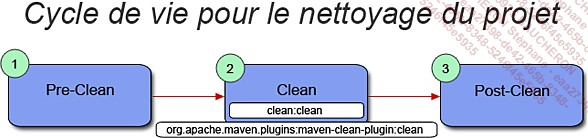 Cycle de vie pour le nettoyage du projet
1
2
3
Pre-Clean
Clean
Post-Clean
clean:clean
org.apache.maven.plugins:maven-clean-plugin:clean